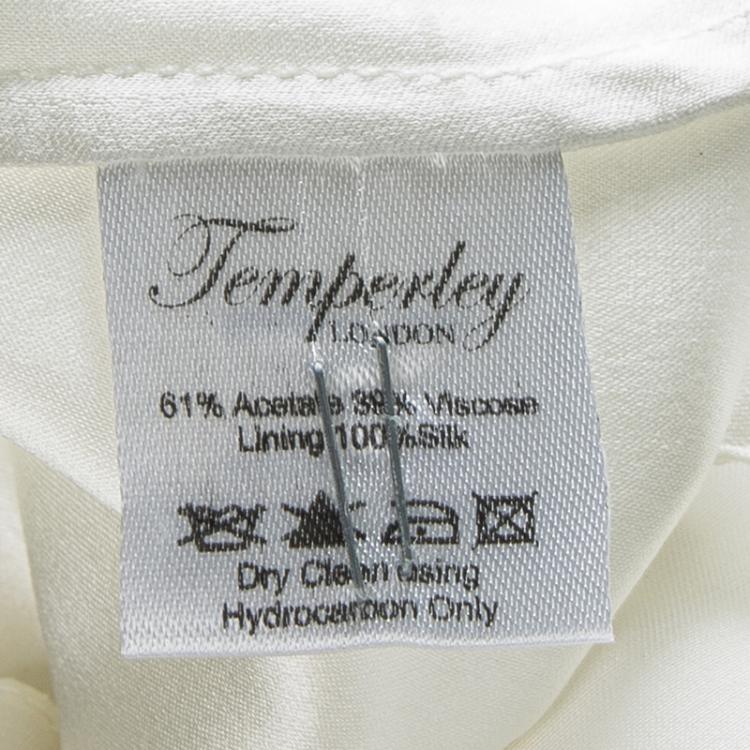 Temperley
LONDON
61% Acetate 39% Viscose
Lining 100%Silk
Dry Clean using
Hydrocarbon Only